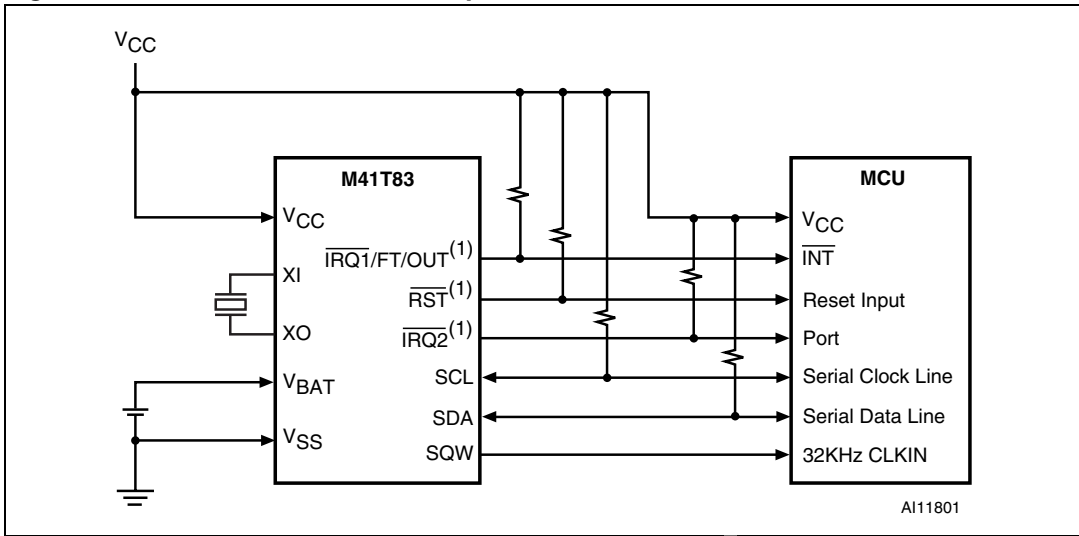 VCC
M41T83
VCC
XI
XO
VBAT
VSS
IRQ1/FT/OUT(1)
RST(1)
IRQ2(1)
SCL
SDA
SQW
MCU
VCC
INT
Reset Input
Port
Serial Clock Line
Serial Data Line
32KHz CLKIN
AI11801